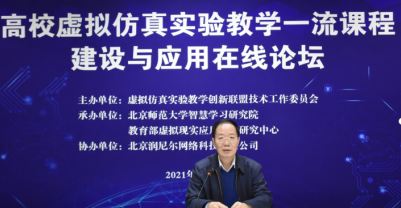 高校虚拟仿真实验教学一流课程
建设与应用在线论坛
主办单位：虚拟仿真实验教学创新联盟技术工作委员会
承办单位：北京师范大学智慧学习研究院
教育部虚拟现实应用 研究中心
协办单位：北京润尼尔网络科技 公司
2021年